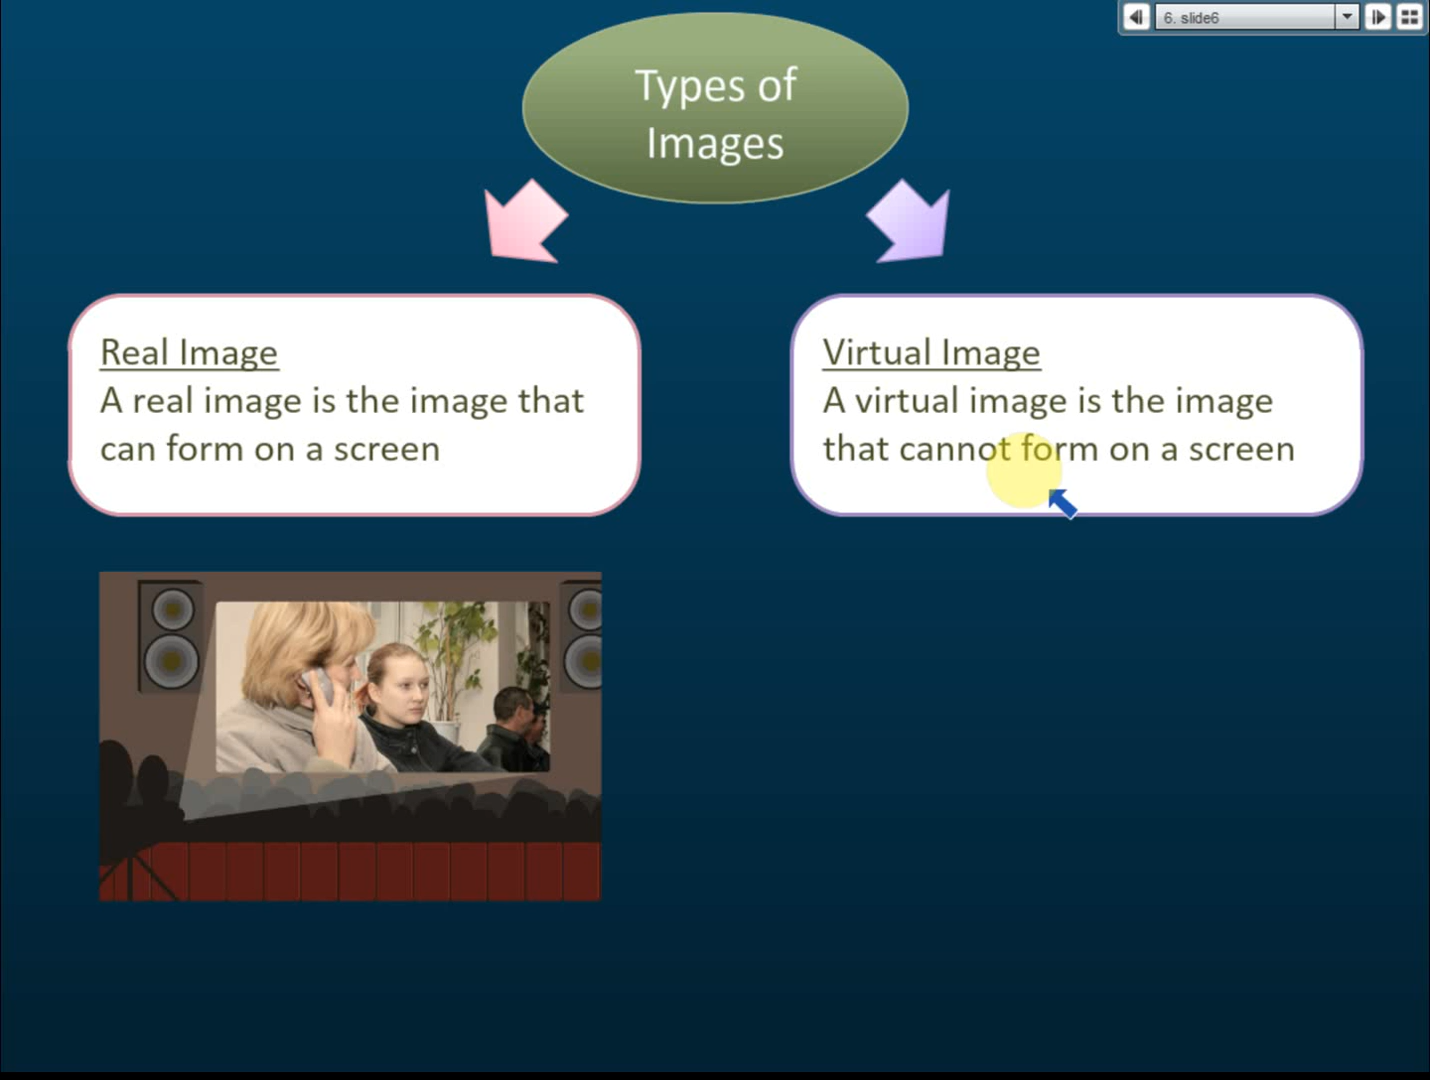 6. slide6
Types of
Images
Real Image
A real image is the image that
can form on a screen
Virtual Image
A virtual image is the image
that cannot form on a screen